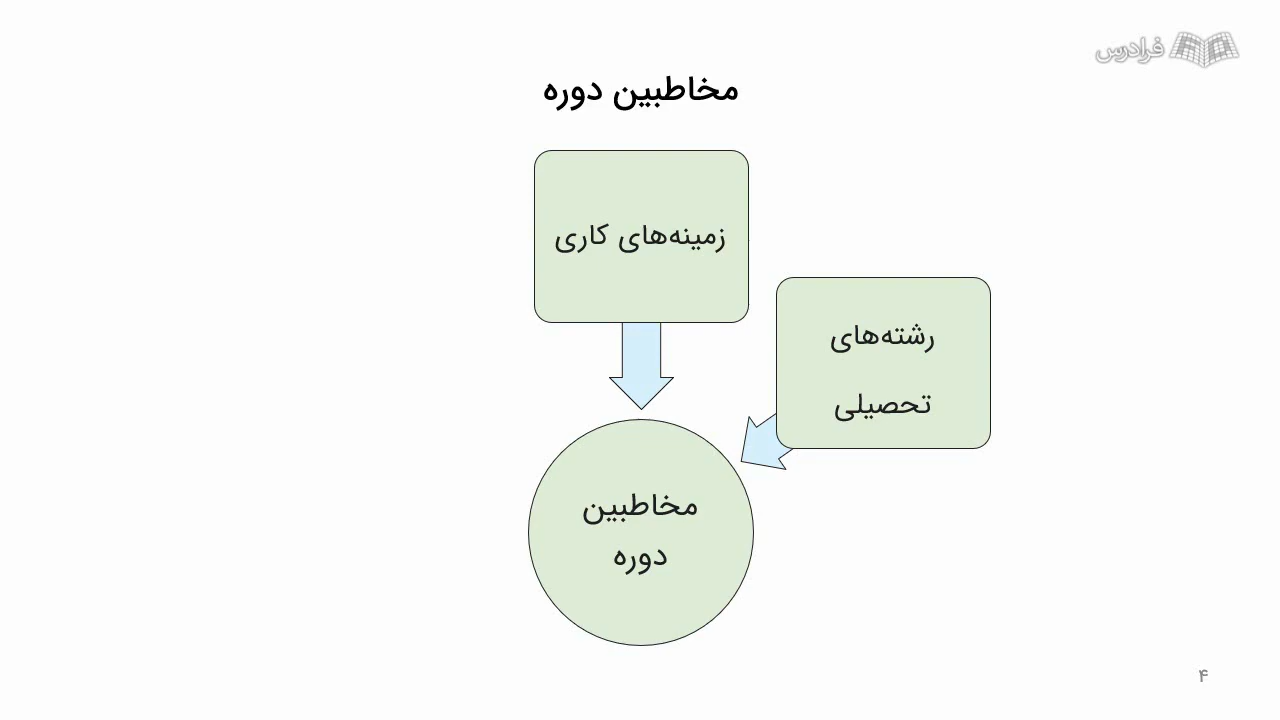 فرادرس
مخاطبین دوره
زمینه‌های کاری
رشته‌های
تحصیلی
مخاطبین
دوره
۴